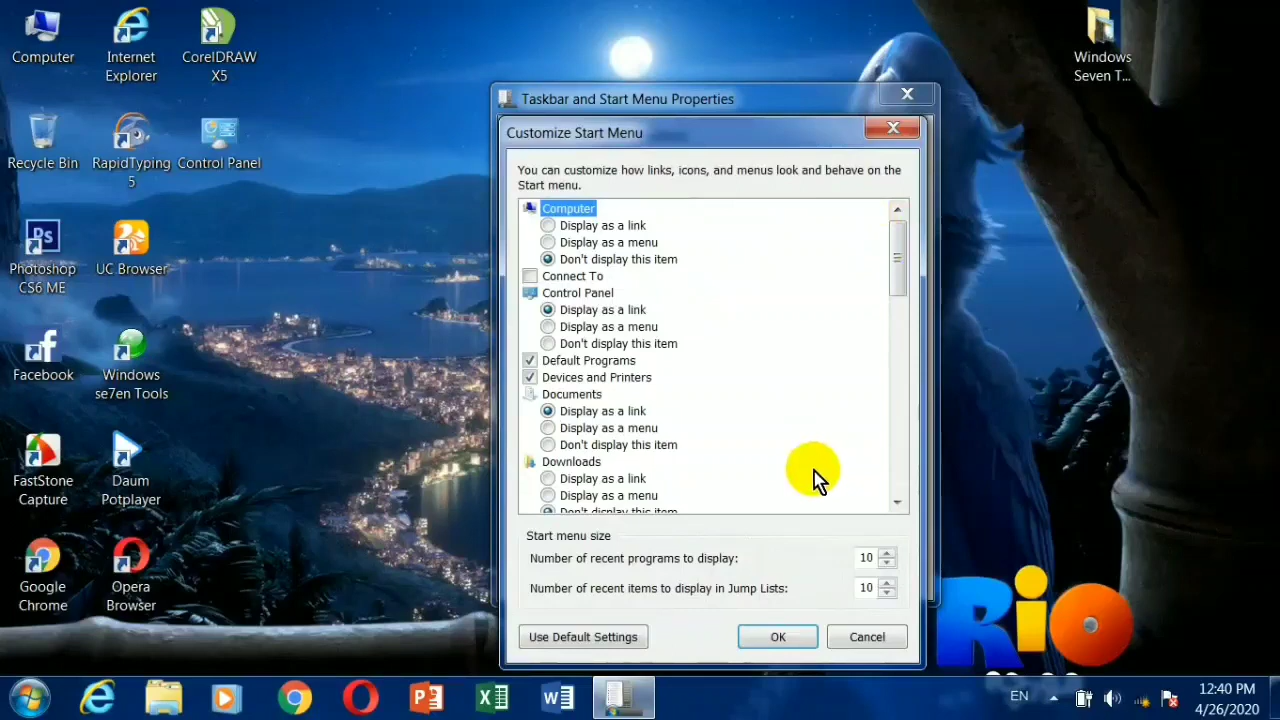 Computer
Internet
Explorer
CorelDRAW
X5
Windows
Seven T...
Recycle Bin
RapidTyping
5
Control Panel
Ps
Photoshop
CS6 ME
UC Browser
Facebook
Windows
se7en Tools
FastStone
Capture
Daum
Potplayer
Google
Chrome
Opera
Browser
Taskbar and Start Menu Properties
Customize Start Menu
You can customize how links, icons, and menus look and behave on the
Start menu.
Computer
Display as a link
Display as a menu
Don't display this item
Connect To
Control Panel
Display as a link
Display as a menu
Don't display this item
Default Programs
Devices and Printers
Documents
Display as a link
Display as a menu
Don't display this item
Downloads
Display as a link
Display as a menu
Don't display this item
Start menu size
Number of recent programs to display: 10
Number of recent items to display in Jump Lists: 10
Use Default Settings OK Cancel
Rio
EN 12:40 PM
4/26/2020